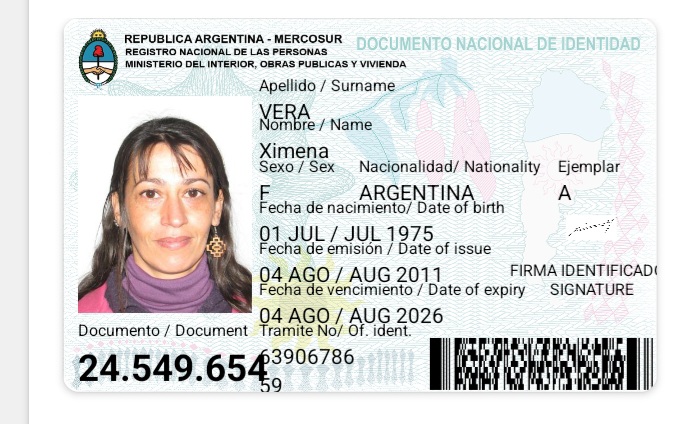 REPUBLICA ARGENTINA - MERCOSUR
REGISTRO NACIONAL DE LAS PERSONAS
MINISTERIO DEL INTERIOR, OBRAS PUBLICAS Y VIVIENDA
DOCUMENTO NACIONAL DE IDENTIDAD
Apellido / Surname
VERA
Nombre / Name
Ximena
Sexo / Sex Nacionalidad/ Nationality Ejemplar
F ARGENTINA A
Fecha de nacimiento/ Date of birth
01 JUL / JUL 1975
Fecha de emisión / Date of issue
04 AGO / AUG 2011
Fecha de vencimiento / Date of expiry
04 AGO / AUG 2026
FIRMA IDENTIFICADO
SIGNATURE
Documento / Document
24.549.654
Tramite No/ Of. ident.
63906786
59